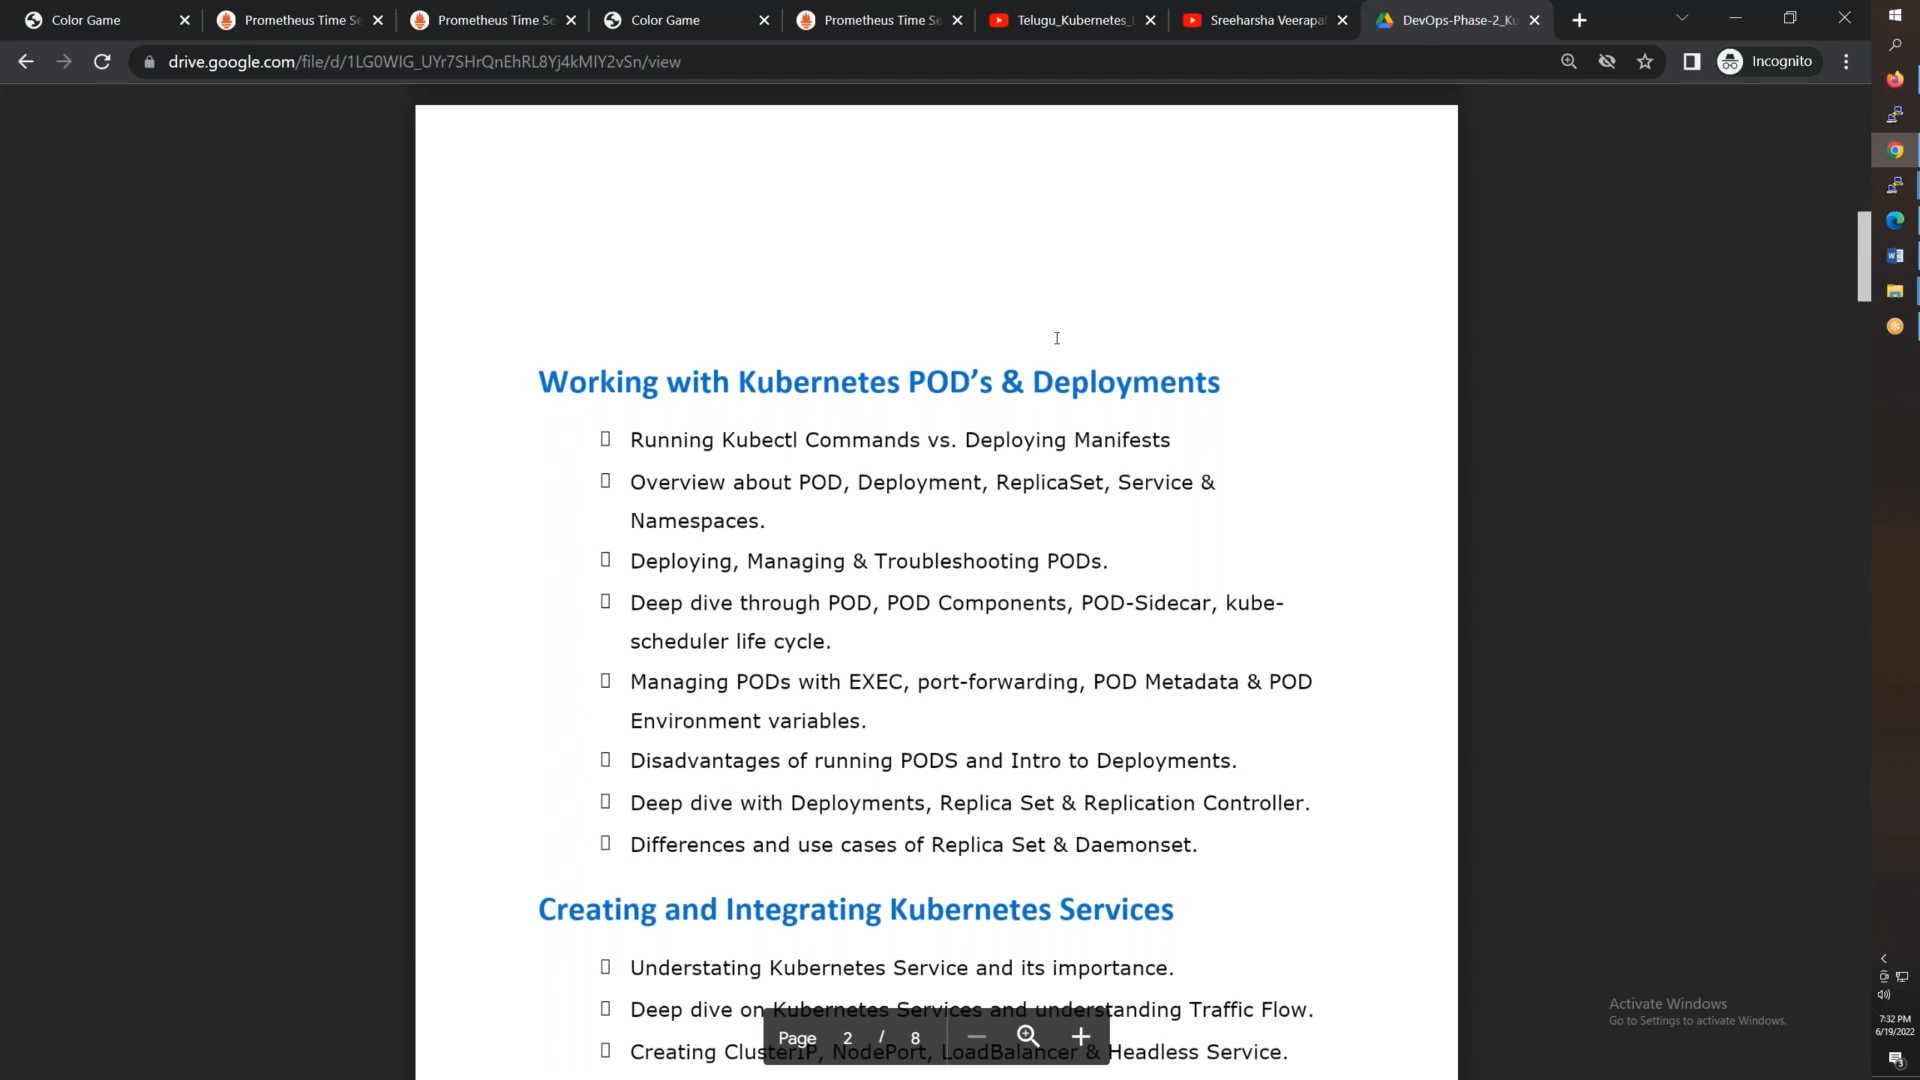 Color Game
Prometheus Time Se
Prometheus Time Se
Color Game
Prometheus Time Se
Telugu_Kubernetes_
Sreeharsha Veerapa
DevOps-Phase-2_Ku
drive.google.com/file/d/1LG0WIG_UYr7SHrQnEhRL8Yj4kMIY2vSn/view
Incognito
Working with Kubernetes POD’s & Deployments
Running Kubectl Commands vs. Deploying Manifests
Overview about POD, Deployment, ReplicaSet, Service &
Namespaces.
Deploying, Managing & Troubleshooting PODs.
Deep dive through POD, POD Components, POD-Sidecar, kube-
scheduler life cycle.
Managing PODs with EXEC, port-forwarding, POD Metadata & POD
Environment variables.
Disadvantages of running PODS and Intro to Deployments.
Deep dive with Deployments, Replica Set & Replication Controller.
Differences and use cases of Replica Set & Daemonset.
Creating and Integrating Kubernetes Services
Understating Kubernetes Service and its importance.
Deep dive on Kubernetes Services and understanding Traffic Flow.
Creating ClusterIP, NodePort, LoadBalancer & Headless Service.
Page 2 / 8
Activate Windows
Go to Settings to activate Windows.
7:32 PM
6/19/2022
3